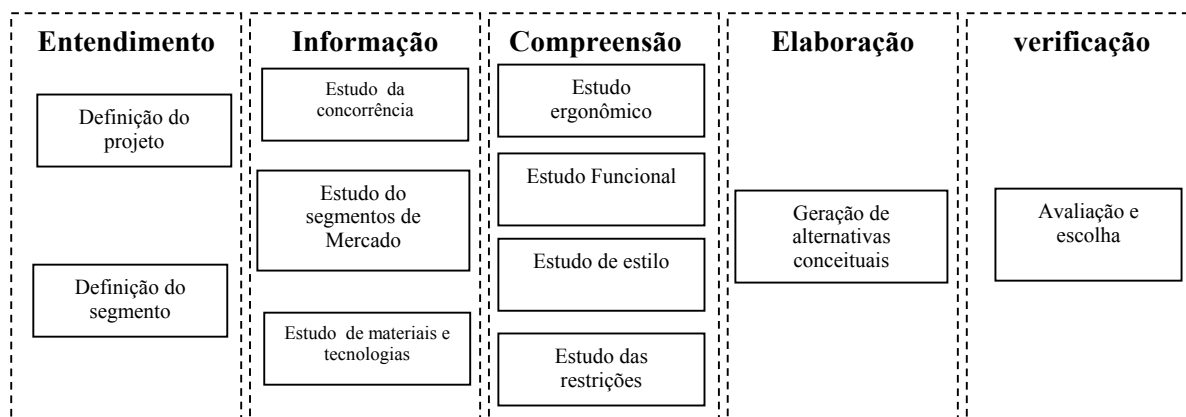 Entendimento
Definição do
projeto
Definição do
segmento
Informação
Estudo da
concorrência
Estudo do
segmentos de
Mercado
Estudo de materiais e
tecnologias
Compreensão
Estudo
ergonômico
Estudo Funcional
Estudo de estilo
Estudo das
restrições
Elaboração
Geração de
alternativas
conceituais
verificação
Avaliação e
escolha